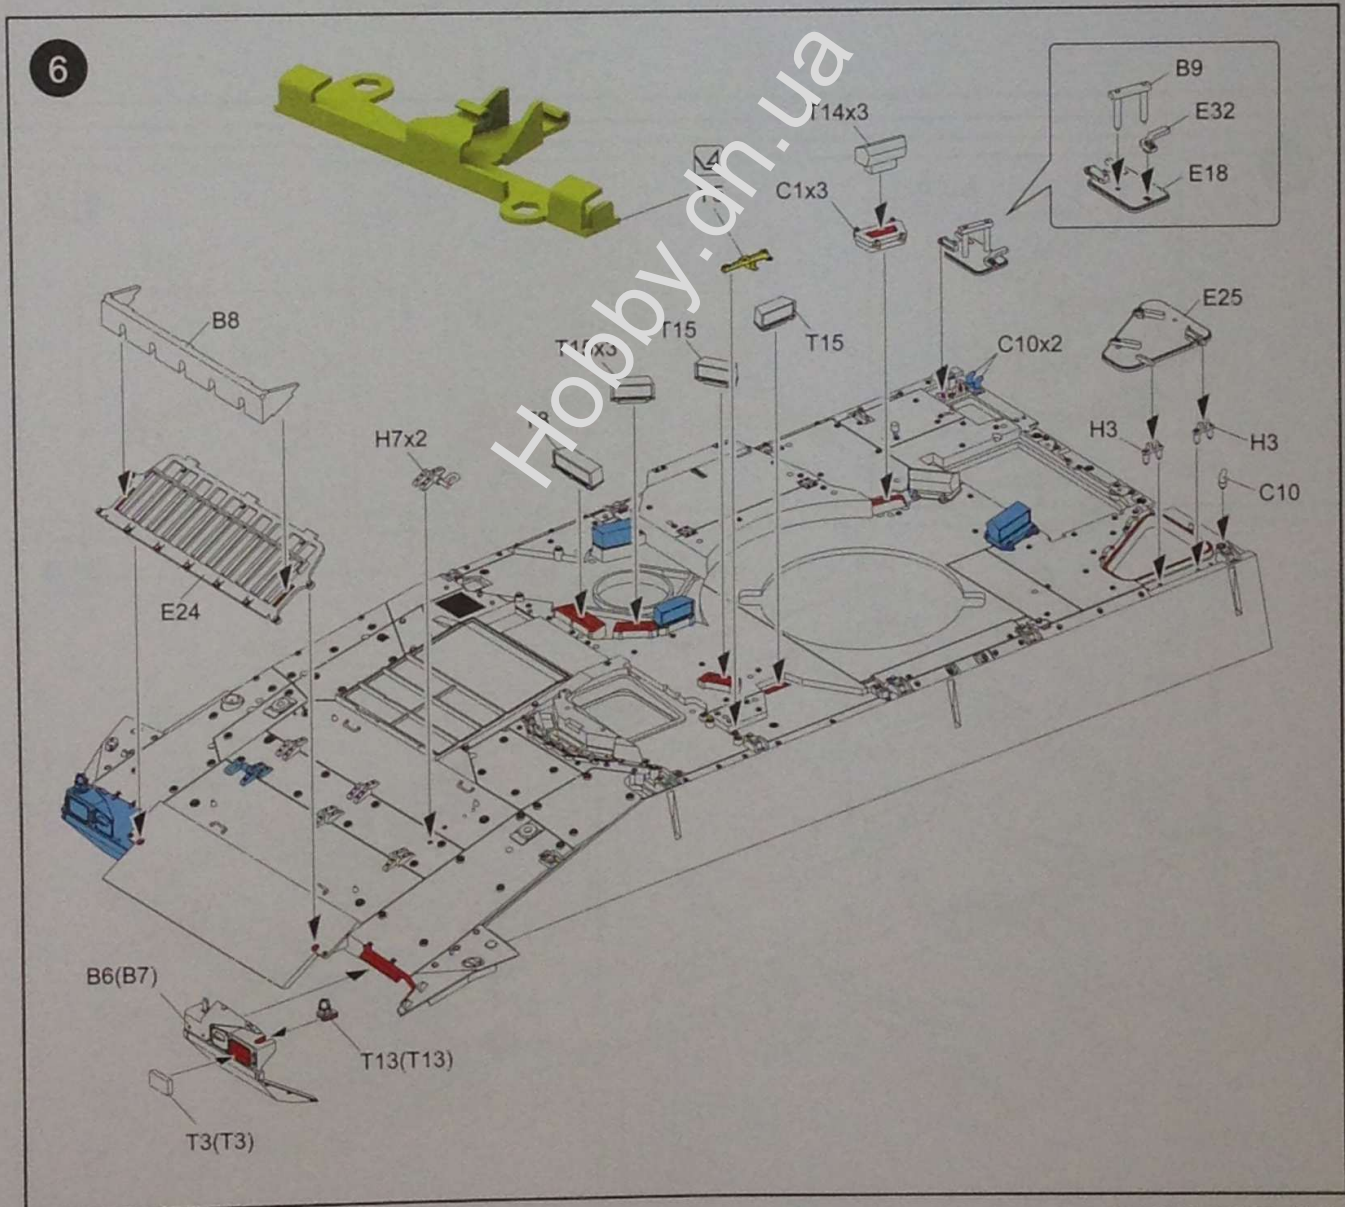 6
B9
E32
E18
T14x3
C1x3
E25
B8
T15
T15
T15x3
C10x2
H7x2
H3
H3
C10
E24
B6(B7)
T13(T13)
T3(T3)
Hobby.dn.ua